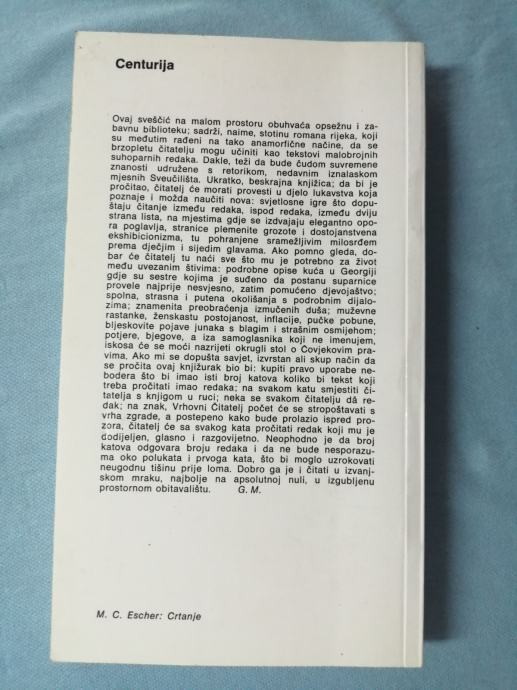 Centurija
Ovaj sveščić na malom prostoru obuhvaća opsežnu i za-
bavnu biblioteku; sadrži, naime, stotinu romana rijeka, koji
su međutim rađeni na tako anamorfične načine, da se
brzopletu čitatelju mogu učiniti kao tekstovi malobrojnih
suhoparnih redaka. Dakle, teži da bude čudom suvremene
znanosti udružene s retorikom, nedavnim iznalaskom
mjesnih Sveučilišta. Ukratko, beskrajna knjižica; da bi je
pročitao, čitatelj će morati provesti u djelo lukavstva koja
poznaje i možda naučiti nova: svjetlosne igre što dopu-
štaju čitanje između redaka, ispod redaka, između dviju
strana lista, na mjestima gdje se izdvajaju elegantno opo-
ra poglavlja, stranice plemenite grozote i dostojanstvena
ekshibicionizma, tu pohranjene sramežljivim milosrđem
prema dječjim i sijedim glavama. Ako pomno gleda, do-
bar će čitatelj tu naći sve što mu je potrebno za život
među uvezanim štivima: podrobne opise kuća u Georgiji
gdje su sestre kojima je suđeno da postanu suparnice
provele najprije nesvjesno, zatim pomućeno djevojaštvo;
spolna, strasna i putena okolišanja s podrobnim dijalo-
zima; znamenita preobraćenja izmučenih duša; muževne
rastanke, ženskastu postojanost, inflacije, pučke pobune,
bljeskovite pojave junaka s blagim i strašnim osmijehom;
potjere, bjegove, a iza samoglasnika koji ne imenujem,
iskosa će se moći nazrijeti okrugli stol o Čovjekovim pra-
vima. Ako mi se dopušta savjet, izvrstan ali skup način da
se pročita ovaj knjižurak bio bi: kupiti pravo uporabe ne-
bodera što bi imao isti broj katova koliko bi tekst koji
treba pročitati imao redaka; na svakom katu smjestiti či-
tatelja s knjigom u ruci; neka se svakom čitatelju dâ re-
dak; na znak, Vrhovni Čitatelj počet će se stropoštavati s
vrha zgrade, a postepeno kako bude prolazio ispred pro-
zora, čitatelj će sa svakog kata pročitati redak koji mu je
dodijeljen, glasno i razgovijetno. Neophodno je da broj
katova odgovara broju redaka i da ne bude nesporazu-
ma oko polukata i prvoga kata, što bi moglo uzrokovati
neugodnu tišinu prije loma. Dobro ga je i čitati u izvanj-
skom mraku, najbolje na apsolutnoj nuli, u izgubljenu
prostornom obitavalištu. G. M.
M. C. Escher: Crtanje